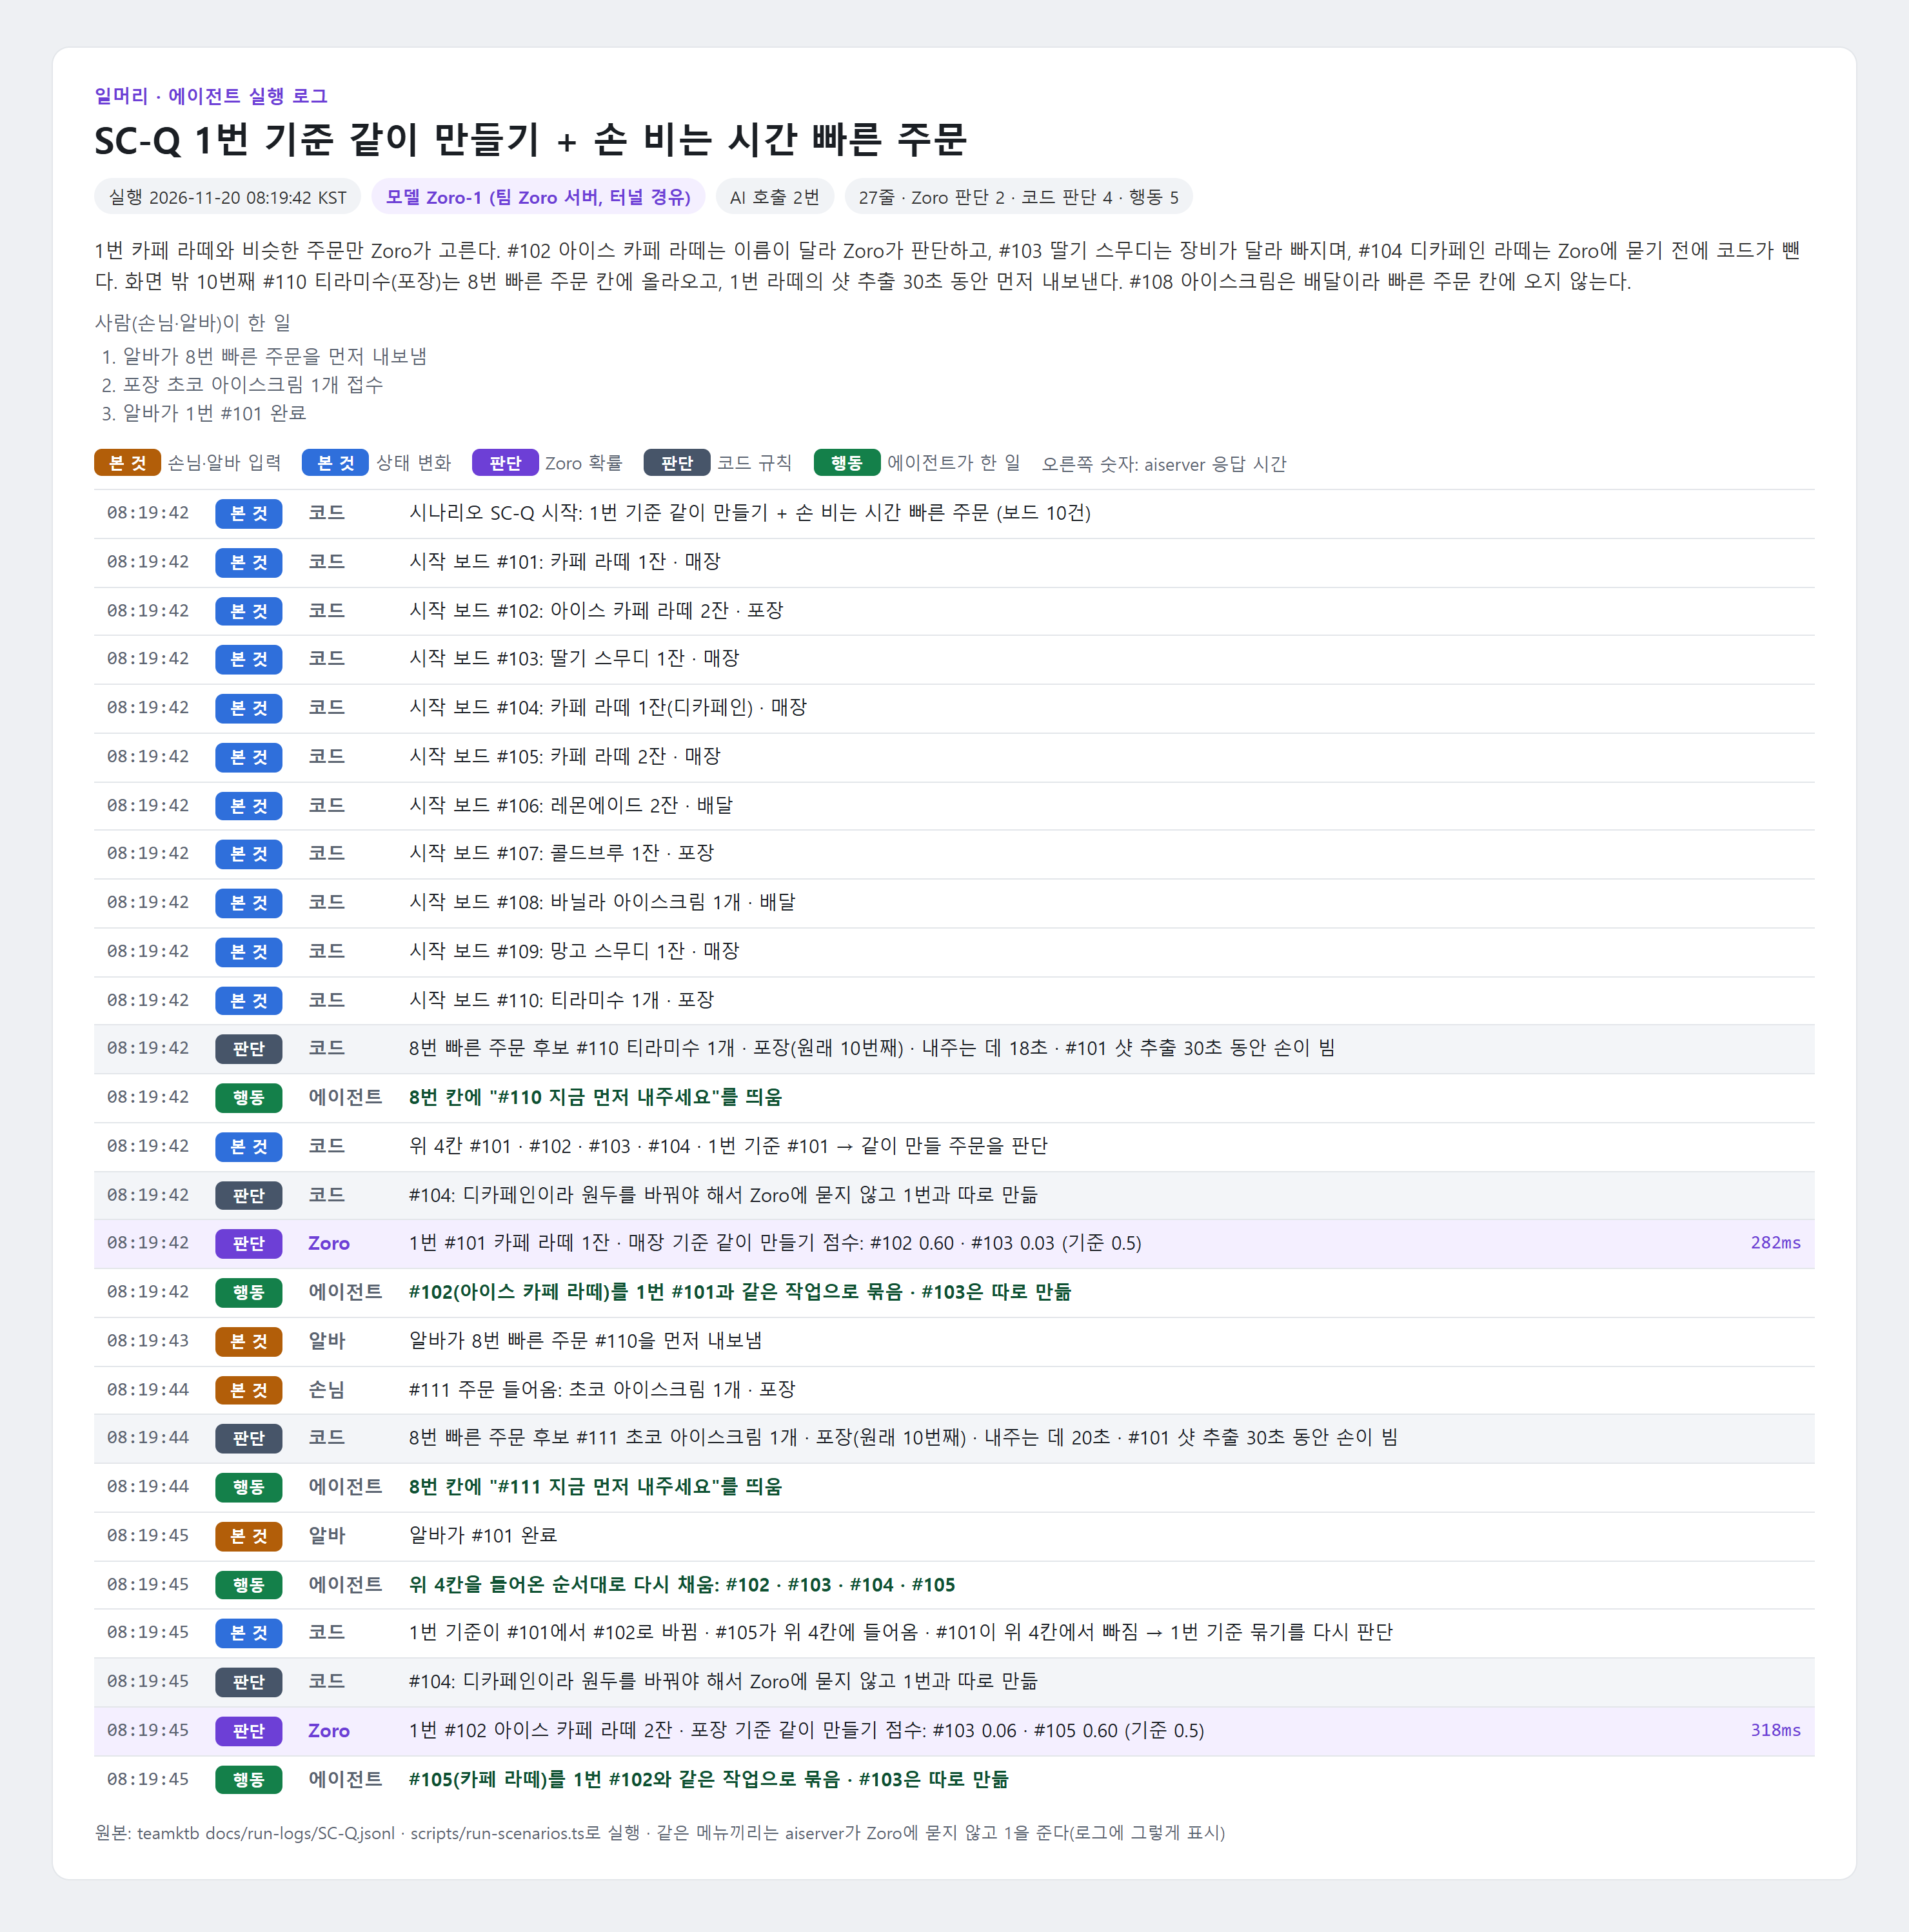 일머리 · 에이전트 실행 로그
SC-Q 1번 기준 같이 만들기 + 손 비는 시간 빠른 주문
실행 2026-11-20 08:19:42 KST 모델 Zoro-1 (팀 Zoro 서버, 터널 경유) AI 호출 2번 27줄 · Zoro 판단 2 · 코드 판단 4 · 행동 5
1번 카페 라떼와 비슷한 주문만 Zoro가 고른다. #102 아이스 카페 라떼는 이름이 달라 Zoro가 판단하고, #103 딸기 스무디는 장비가 달라 빠지며, #104 디카페인 라떼는 Zoro에 묻기 전에 코드가 뺀
다. 화면 밖 10번째 #110 티라미수(포장)는 8번 빠른 주문 칸에 올라오고, 1번 라떼의 샷 추출 30초 동안 먼저 내보낸다. #108 아이스크림은 배달이라 빠른 주문 칸에 오지 않는다.
사람(손님·알바)이 한 일
1. 알바가 8번 빠른 주문을 먼저 내보냄
2. 포장 초코 아이스크림 1개 접수
3. 알바가 1번 #101 완료
본 것 손님·알바 입력 본 것 상태 변화 판단 Zoro 확률 판단 코드 규칙 행동 에이전트가 한 일 오른쪽 숫자: aiserver 응답 시간
08:19:42 본 것 코드 시나리오 SC-Q 시작: 1번 기준 같이 만들기 + 손 비는 시간 빠른 주문 (보드 10건)
08:19:42 본 것 코드 시작 보드 #101: 카페 라떼 1잔 · 매장
08:19:42 본 것 코드 시작 보드 #102: 아이스 카페 라떼 2잔 · 포장
08:19:42 본 것 코드 시작 보드 #103: 딸기 스무디 1잔 · 매장
08:19:42 본 것 코드 시작 보드 #104: 카페 라떼 1잔(디카페인) · 매장
08:19:42 본 것 코드 시작 보드 #105: 카페 라떼 2잔 · 매장
08:19:42 본 것 코드 시작 보드 #106: 레몬에이드 2잔 · 배달
08:19:42 본 것 코드 시작 보드 #107: 콜드브루 1잔 · 포장
08:19:42 본 것 코드 시작 보드 #108: 바닐라 아이스크림 1개 · 배달
08:19:42 본 것 코드 시작 보드 #109: 망고 스무디 1잔 · 매장
08:19:42 본 것 코드 시작 보드 #110: 티라미수 1개 · 포장
08:19:42 판단 코드 8번 빠른 주문 후보 #110 티라미수 1개 · 포장(원래 10번째) · 내주는 데 18초 · #101 샷 추출 30초 동안 손이 빔
08:19:42 행동 에이전트 8번 칸에 "#110 지금 먼저 내주세요"를 띄움
08:19:42 본 것 코드 위 4칸 #101 · #102 · #103 · #104 · 1번 기준 #101 → 같이 만들 주문을 판단
08:19:42 판단 코드 #104: 디카페인이라 원두를 바꿔야 해서 Zoro에 묻지 않고 1번과 따로 만듦
08:19:42 판단 Zoro 1번 #101 카페 라떼 1잔 · 매장 기준 같이 만들기 점수: #102 0.60 · #103 0.03 (기준 0.5) 282ms
08:19:42 행동 에이전트 #102(아이스 카페 라떼)를 1번 #101과 같은 작업으로 묶음 · #103은 따로 만듦
08:19:43 본 것 알바 알바가 8번 빠른 주문 #110을 먼저 내보냄
08:19:44 본 것 손님 #111 주문 들어옴: 초코 아이스크림 1개 · 포장
08:19:44 판단 코드 8번 빠른 주문 후보 #111 초코 아이스크림 1개 · 포장(원래 10번째) · 내주는 데 20초 · #101 샷 추출 30초 동안 손이 빔
08:19:44 행동 에이전트 8번 칸에 "#111 지금 먼저 내주세요"를 띄움
08:19:45 본 것 알바 알바가 #101 완료
08:19:45 행동 에이전트 위 4칸을 들어온 순서대로 다시 채움: #102 · #103 · #104 · #105
08:19:45 본 것 코드 1번 기준이 #101에서 #102로 바뀜 · #105가 위 4칸에 들어옴 · #101이 위 4칸에서 빠짐 → 1번 기준 묶기를 다시 판단
08:19:45 판단 코드 #104: 디카페인이라 원두를 바꿔야 해서 Zoro에 묻지 않고 1번과 따로 만듦
08:19:45 판단 Zoro 1번 #102 아이스 카페 라떼 2잔 · 포장 기준 같이 만들기 점수: #103 0.06 · #105 0.60 (기준 0.5) 318ms
08:19:45 행동 에이전트 #105(카페 라떼)를 1번 #102와 같은 작업으로 묶음 · #103은 따로 만듦
원본: teamktb docs/run-logs/SC-Q.jsonl · scripts/run-scenarios.ts로 실행 · 같은 메뉴끼리는 aiserver가 Zoro에 묻지 않고 1을 준다(로그에 그렇게 표시)